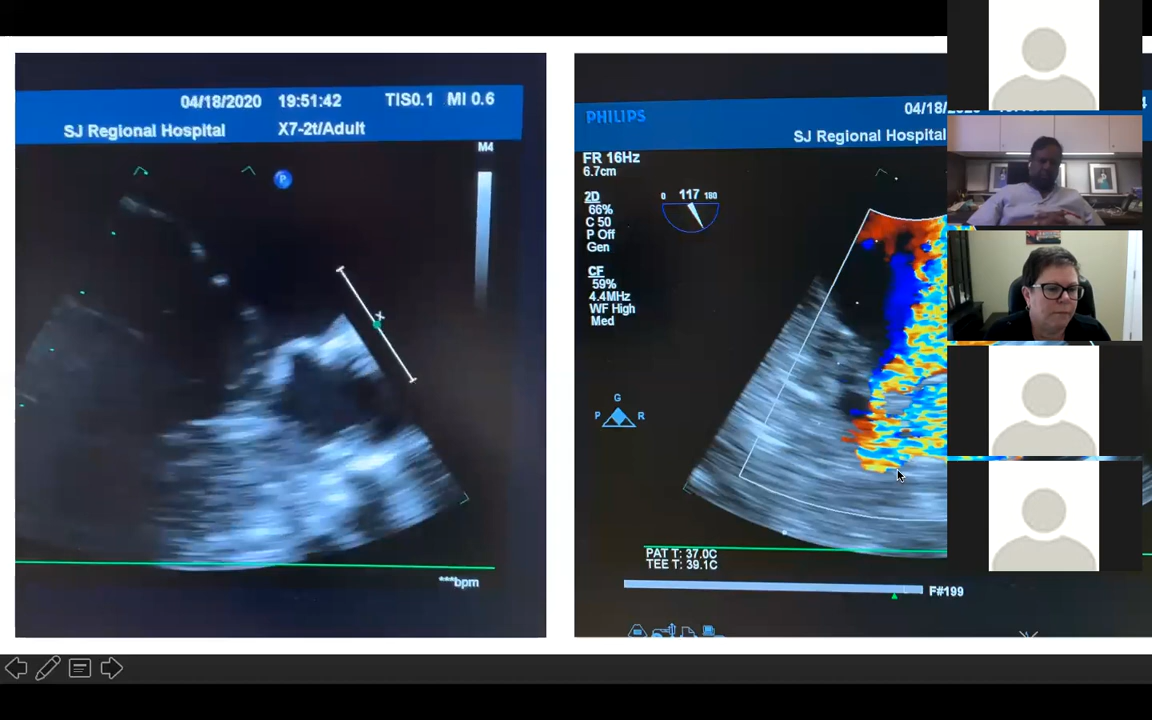 04/18/2020 19:51:42 TIS0.1 MI 0.6
SJ Regional Hospital X7-2t/Adult
M4
P
***bpm
04/18/
PHILIPS
SJ Regional Hospital
FR 16Hz
6.7cm
0 117 180
2D
66%
C 50
P Off
Gen
CF
59%
4.4MHz
WF High
Med
G
P R
PAT T: 37.0C
TEE T: 39.1C
F#199